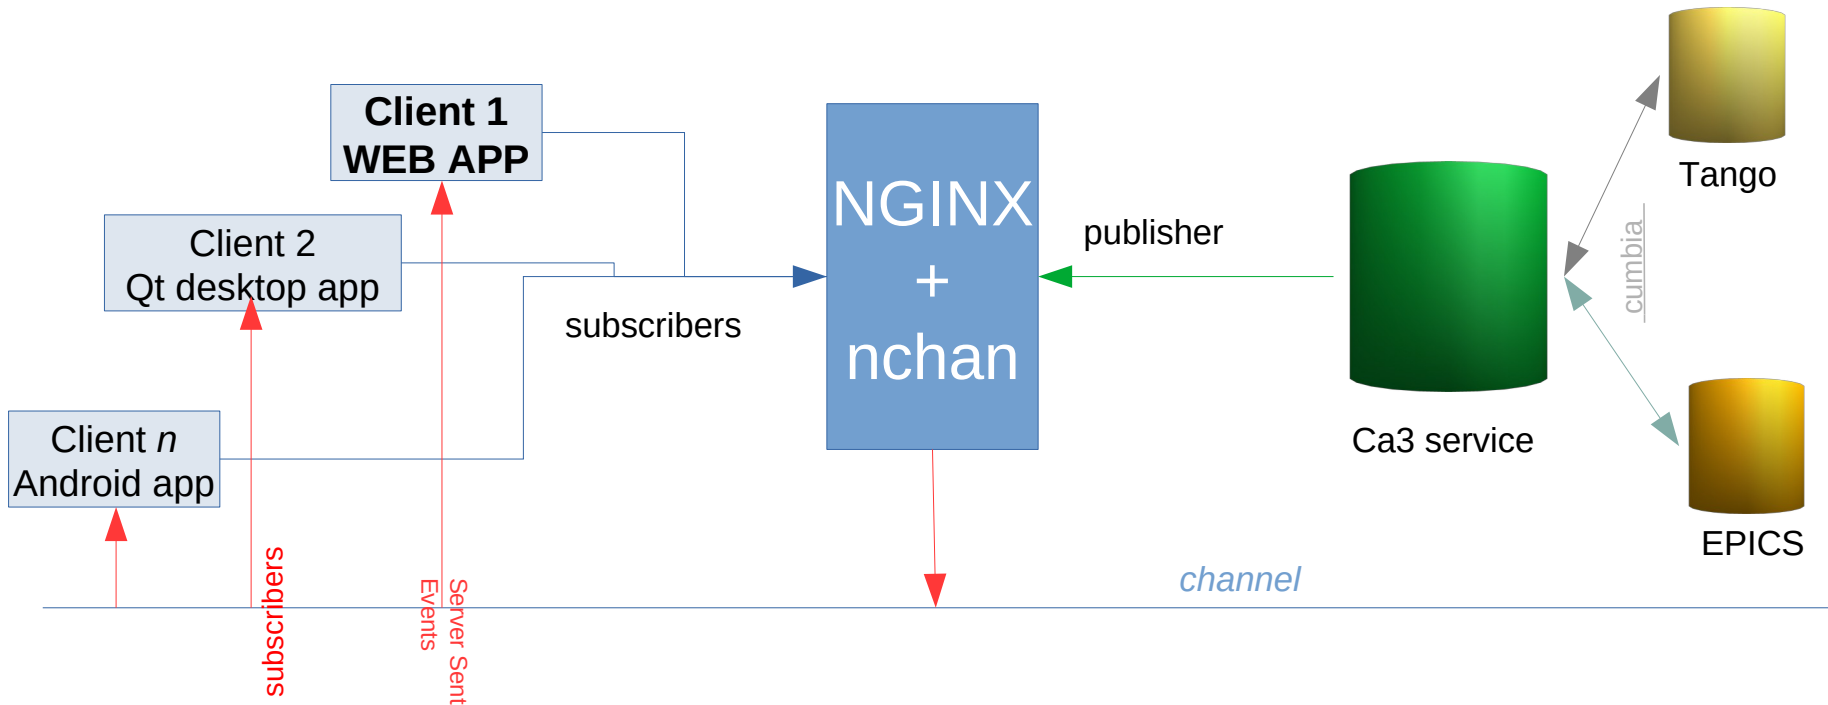 Client 1
WEB APP
Client 2
Qt desktop app
Client n
Android app
subscribers
NGINX
+
nchan
publisher
Ca3 service
Tango
cumbia
EPICS
channel
subscribers
Server Sent
Events